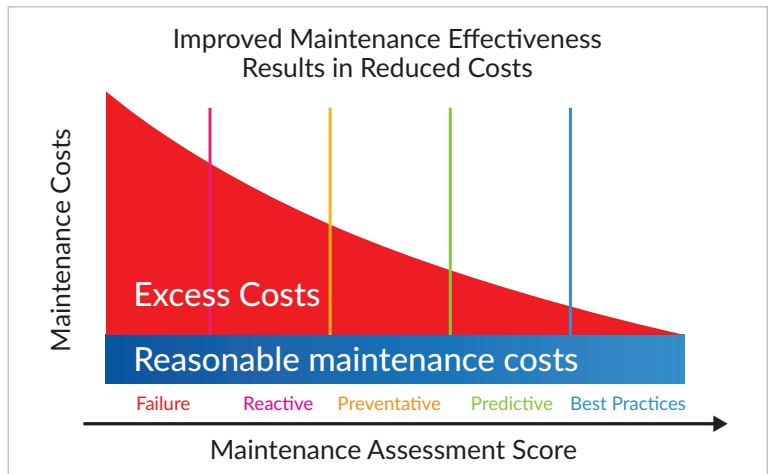 Improved Maintenance Effectiveness
Results in Reduced Costs
Maintenance Costs
Excess Costs
Reasonable maintenance costs
Failure Reactive Preventative Predictive Best Practices
Maintenance Assessment Score